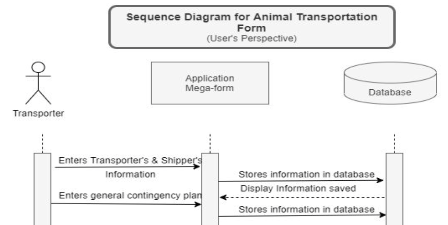 Sequence Diagram for Animal Transportation
Form
(User's Perspective)
Application
Mega-form
Database
Transporter
Enters Transporter's & Shipper's
Information
Stores information in database
Display Information saved
Enters general contingency plan
Stores information in database